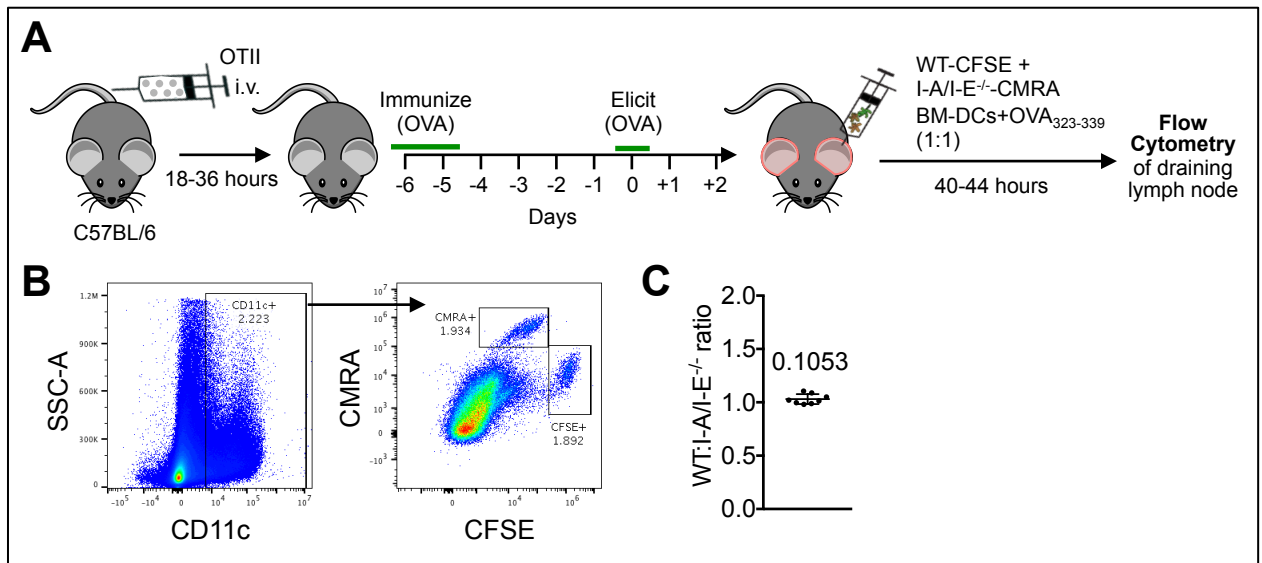 A
OTII
i.v.
C57BL/6
18-36 hours
Immunize
(OVA)
Elicit
(OVA)
-6 -5 -4 -3 -2 -1 0 +1 +2
Days
WT-CFSE +
I-A/I-E-/--CMRA
BM-DCs+OVA323-339
(1:1)
40-44 hours
Flow
Cytometry
of draining
lymph node
B
SSC-A
1.2M
900K
600K
300K
0
CD11c+
2.223
-10^5 -10^4 0 10^4 10^5 10^7
CD11c
CMRA
10^7
10^6
10^5
10^4
10^3
0
-10^3
CMRA+
1.934
CFSE+
1.892
0 10^4 10^6
CFSE
C
WT:I-A/I-E-/- ratio
2.0
1.5
1.0
0.5
0.0
0.1053